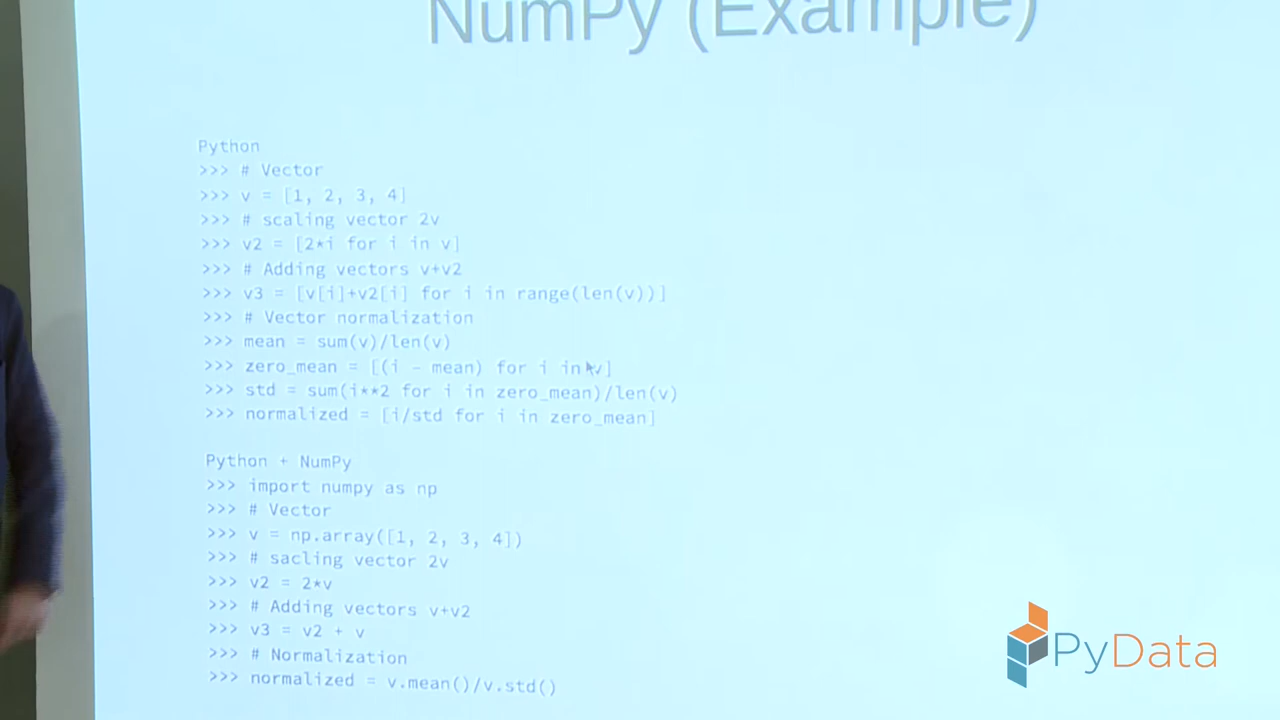 NumPy (Example)
Python
>>> # Vector
>>> v = [1, 2, 3, 4]
>>> # scaling vector 2v
>>> v2 = [2*i for i in v]
>>> # Adding vectors v+v2
>>> v3 = [v[i]+v2[i] for i in range(len(v))]
>>> # Vector normalization
>>> mean = sum(v)/len(v)
>>> zero_mean = [(i - mean) for i in v]
>>> std = sum(i**2 for i in zero_mean)/len(v)
>>> normalized = [i/std for i in zero_mean]
Python + NumPy
>>> import numpy as np
>>> # Vector
>>> v = np.array([1, 2, 3, 4])
>>> # sacling vector 2v
>>> v2 = 2*v
>>> # Adding vectors v+v2
>>> v3 = v2 + v
>>> # Normalization
>>> normalized = v.mean()/v.std()
PyData